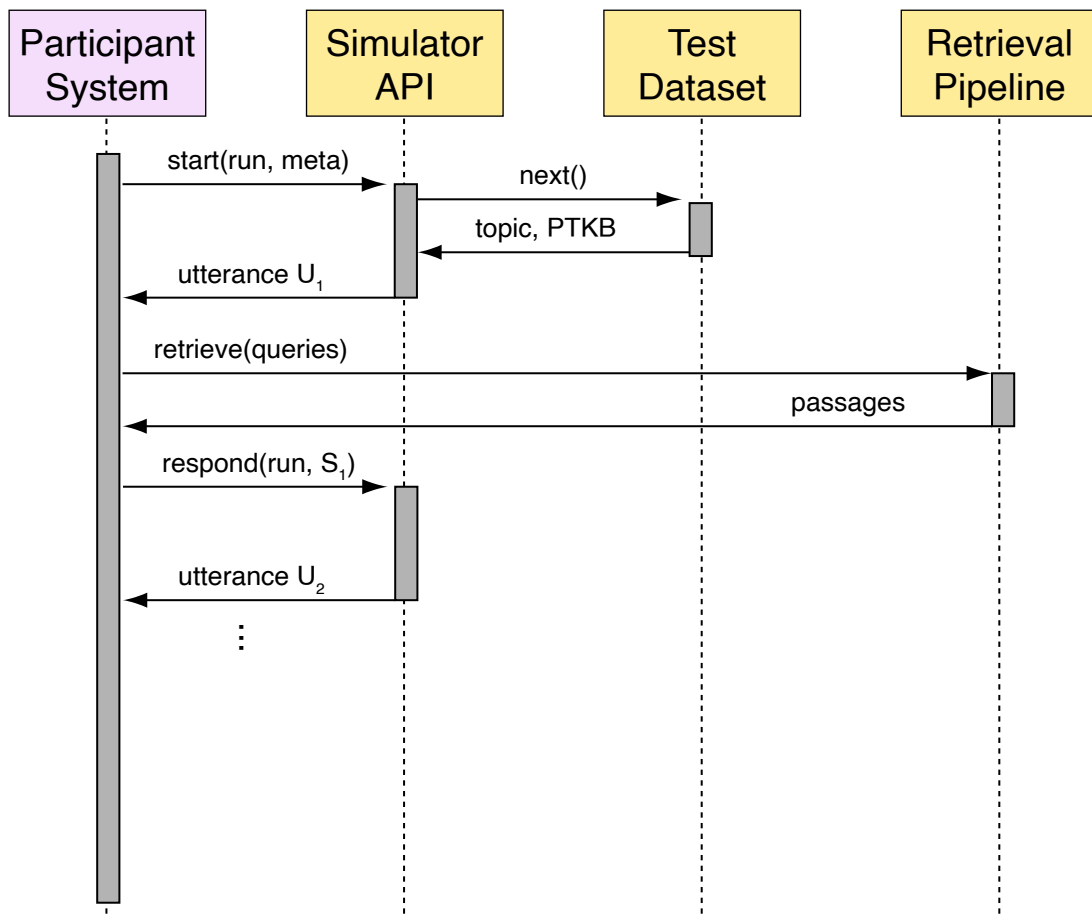 Participant
System
Simulator
API
Test
Dataset
Retrieval
Pipeline
start(run, meta)
next()
topic, PTKB
utterance U₁
retrieve(queries)
passages
respond(run, S₁)
utterance U₂
⋮